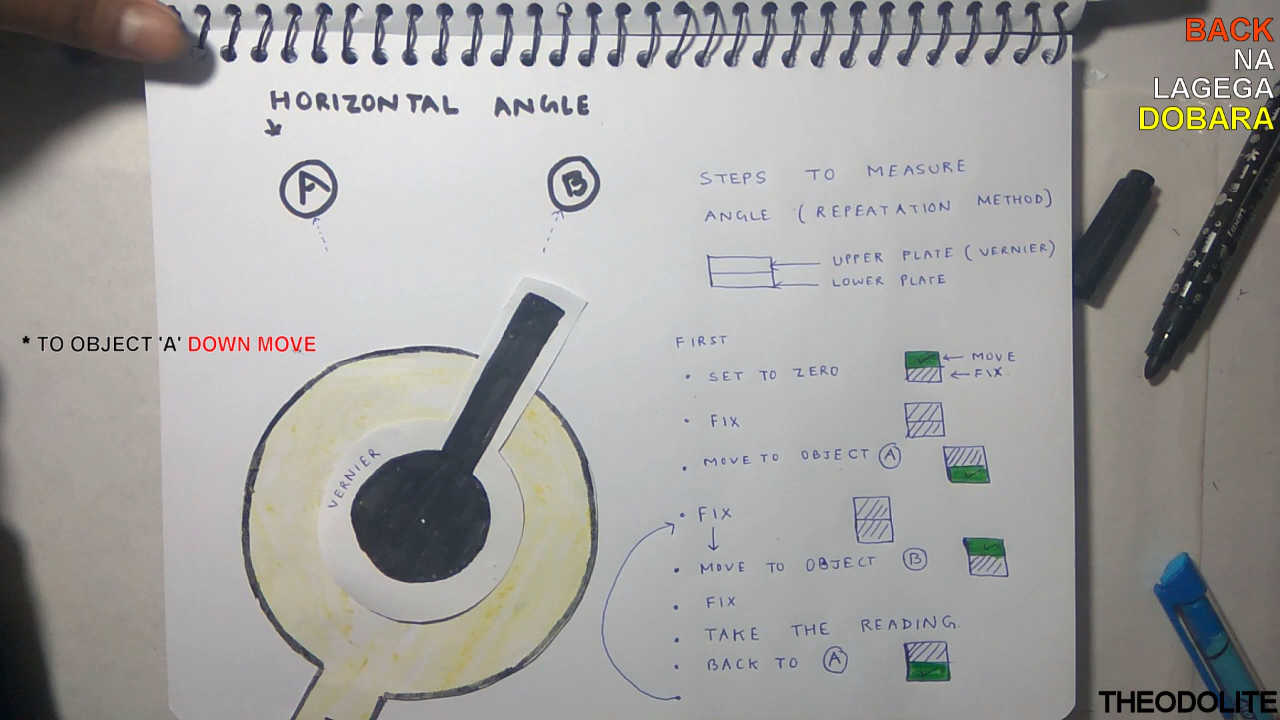 BACK
NA
LAGEGA
DOBARA
HORIZONTAL ANGLE
A
B
STEPS TO MEASURE
ANGLE (REPEATATION METHOD)
UPPER PLATE (VERNIER)
LOWER PLATE
* TO OBJECT 'A' DOWN MOVE
VERNIER
FIRST
• SET TO ZERO
MOVE
FIX
• FIX
• MOVE TO OBJECT A
• FIX
• MOVE TO OBJECT B
• FIX
• TAKE THE READING
• BACK TO A
THEODOLITE